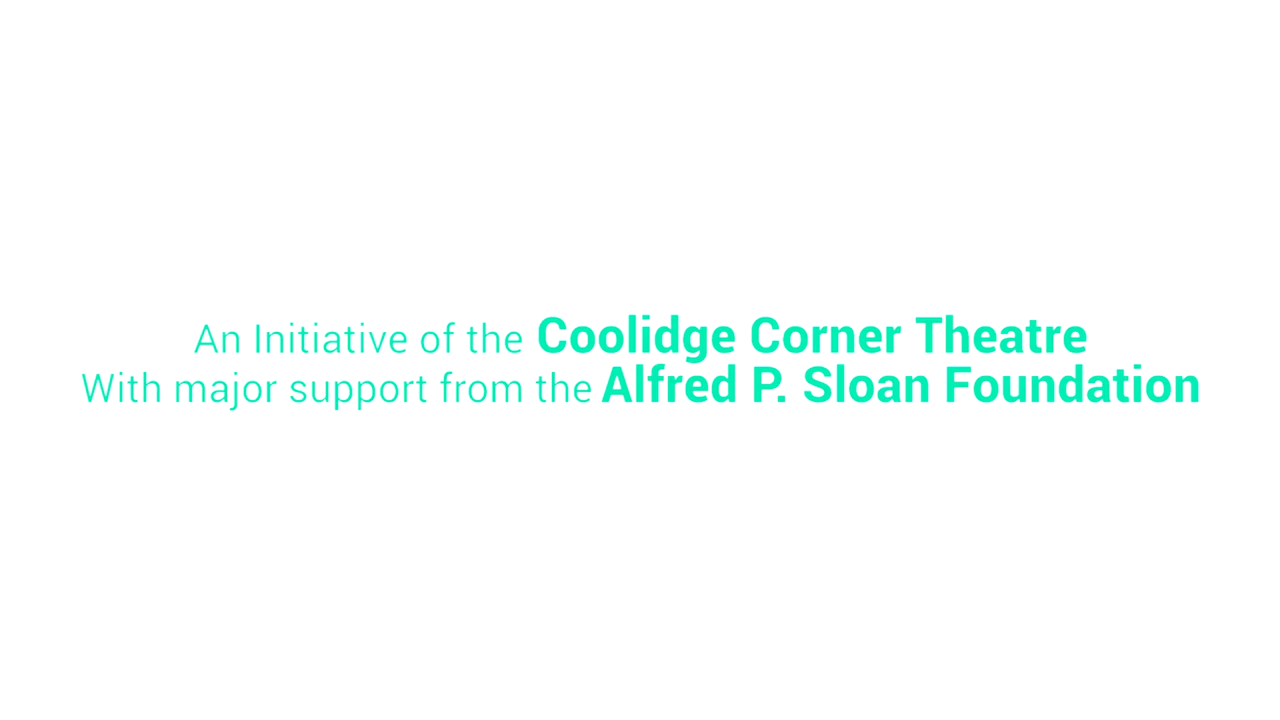 An Initiative of the Coolidge Corner Theatre
With major support from the Alfred P. Sloan Foundation